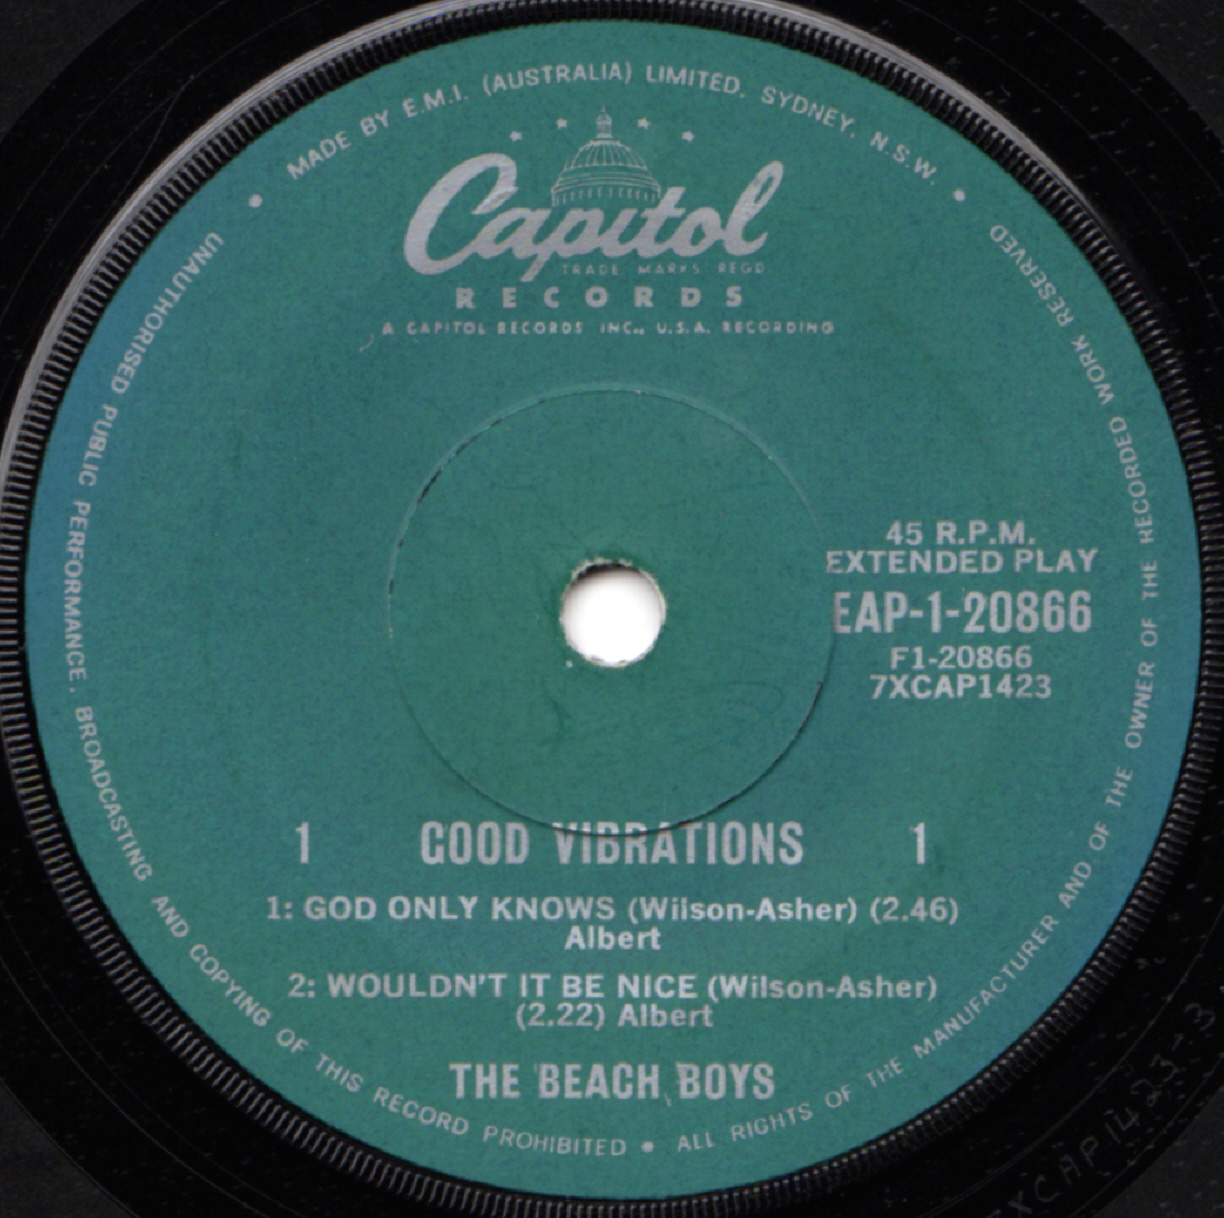 MADE BY E.M.I. (AUSTRALIA) LIMITED. SYDNEY. N.S.W.
Capitol
TRADE MARKS REGD
RECORDS
A CAPITOL RECORDS INC., U.S.A. RECORDING
45 R.P.M.
EXTENDED PLAY
EAP-1-20866
F1-20866
7XCAP1423
1 GOOD VIBRATIONS 1
1: GOD ONLY KNOWS (Wilson-Asher) (2.46)
Albert
2: WOULDN'T IT BE NICE (Wilson-Asher)
(2.22) Albert
THE BEACH BOYS
UNAUTHORISED PUBLIC PERFORMANCE. BROADCASTING AND COPYING OF THIS RECORD PROHIBITED • ALL RIGHTS OF THE MANUFACTURER AND OF THE OWNER OF THE RECORDED WORK RESERVED
7XCAP1423-3